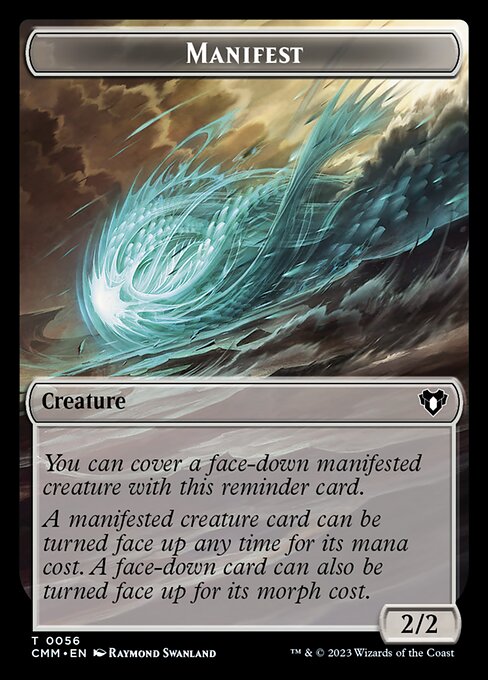 Manifest
Creature
You can cover a face-down manifested
creature with this reminder card.
A manifested creature card can be
turned face up any time for its mana
cost. A face-down card can also be
turned face up for its morph cost.
2/2
T 0056
CMM • EN Raymond Swanland
™ & © 2023 Wizards of the Coast